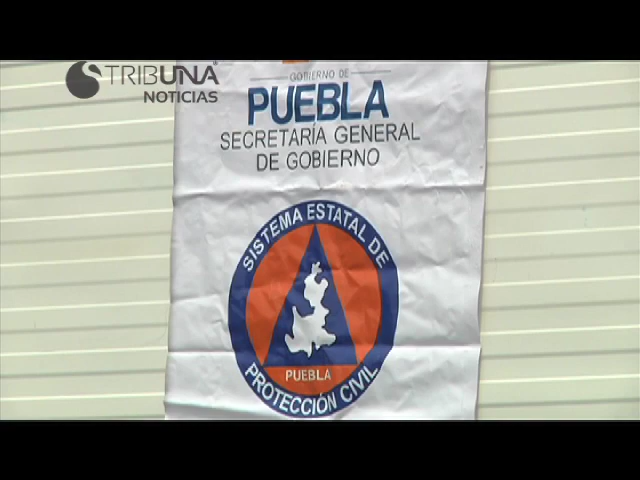 TRIBUNA
NOTICIAS
GOBIERNO DE
PUEBLA
SECRETARÍA GENERAL
DE GOBIERNO
SISTEMA ESTATAL DE
PUEBLA
PROTECCIÓN CIVIL